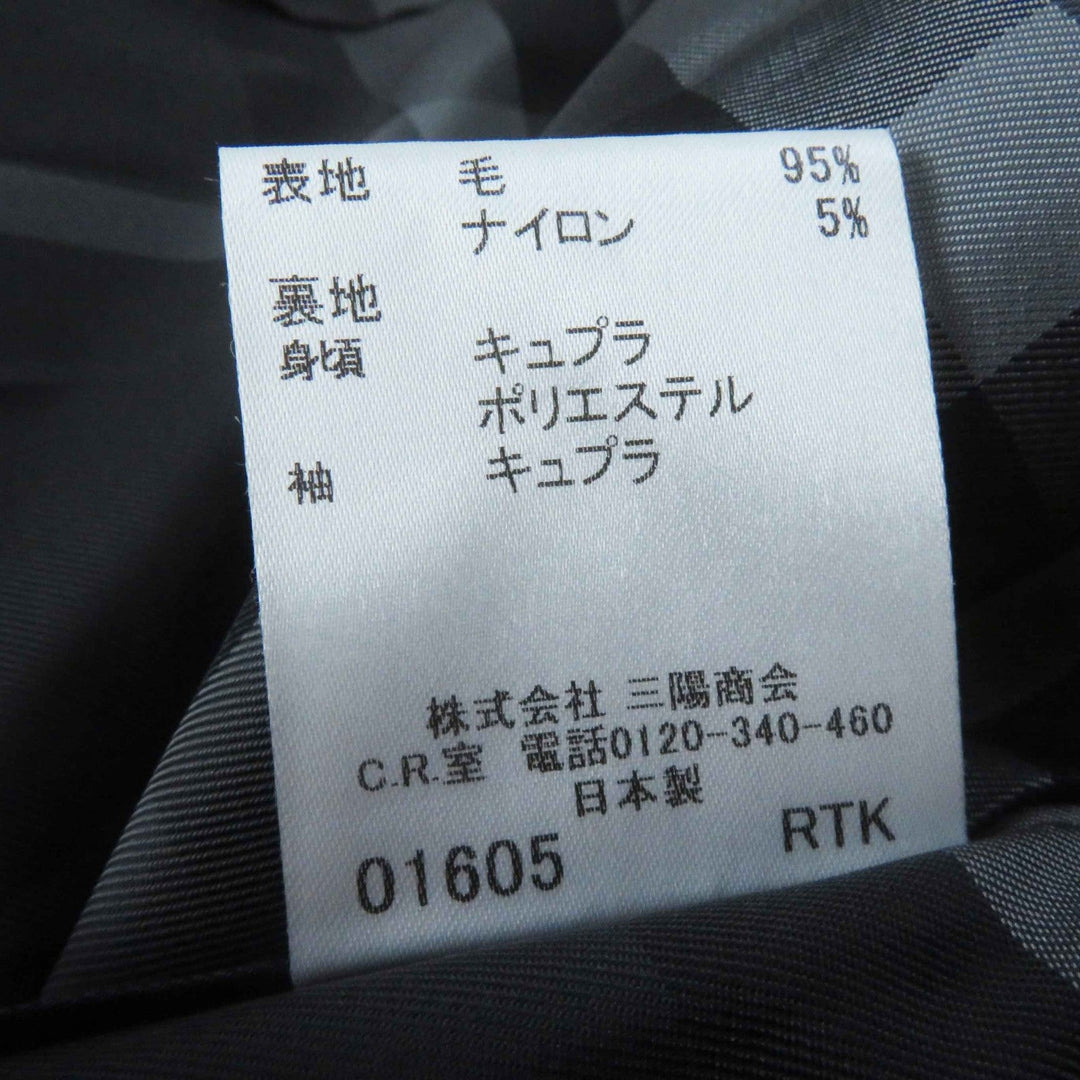 表地 毛 95%
ナイロン 5%
裏地
身頃 キュプラ
ポリエステル
袖 キュプラ
株式会社 三陽商会
C.R.室 電話0120-340-460
日本製
01605 RTK